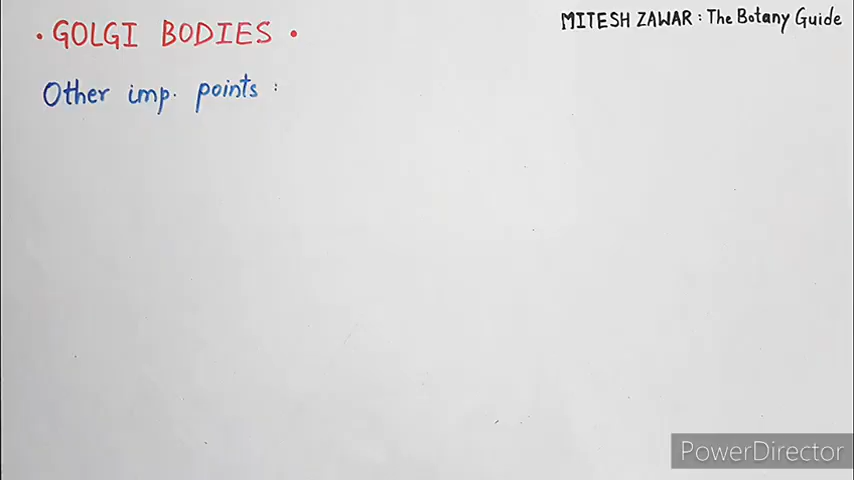 • GOLGI BODIES •
MITESH ZAWAR : The Botany Guide
Other imp. points :
PowerDirector